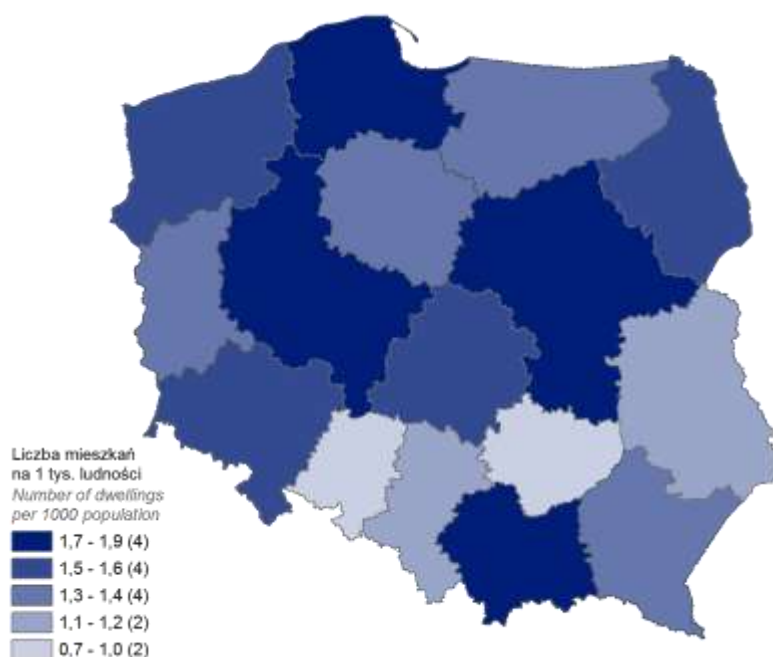 Liczba mieszkań
na 1 tys. ludności
Number of dwellings
per 1000 population
1,7 - 1,9 (4)
1,5 - 1,6 (4)
1,3 - 1,4 (4)
1,1 - 1,2 (2)
0,7 - 1,0 (2)